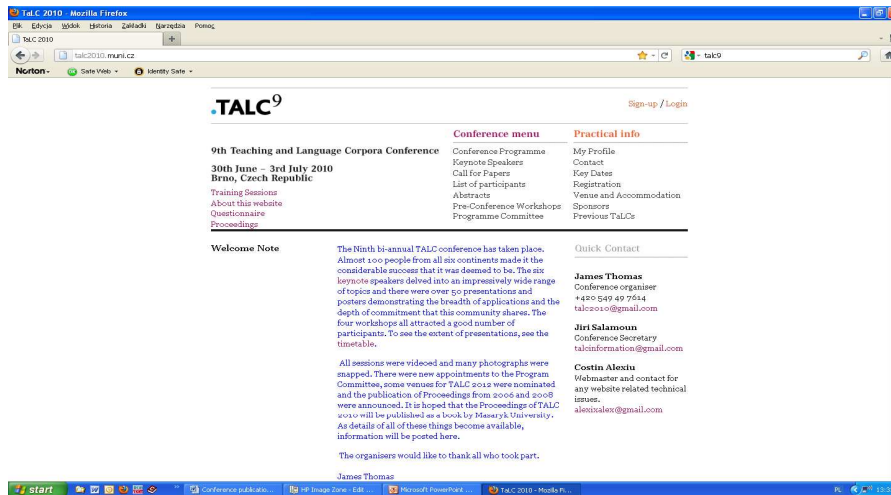 TaLC 2010 - Mozilla Firefox
Plik Edycja Widok Historia Zakładki Narzędzia Pomoc
TaLC 2010
talc2010.muni.cz
talc9
Norton
Safe Web
Identity Safe
.TALC9
Sign-up / Login
9th Teaching and Language Corpora Conference
30th June – 3rd July 2010
Brno, Czech Republic
Training Sessions
About this website
Questionnaire
Proceedings
Conference menu
Conference Programme
Keynote Speakers
Call for Papers
List of participants
Abstracts
Pre-Conference Workshops
Programme Committee
Practical info
My Profile
Contact
Key Dates
Registration
Venue and Accommodation
Sponsors
Previous TaLCs
Welcome Note
The Ninth bi-annual TALC conference has taken place.
Almost 100 people from all six continents made it the
considerable success that it was deemed to be. The six
keynote speakers delved into an impressively wide range
of topics and there were over 50 presentations and
posters demonstrating the breadth of applications and the
depth of commitment that this community shares. The
four workshops all attracted a good number of
participants. To see the extent of presentations, see the
timetable.
All sessions were videoed and many photographs were
snapped. There were new appointments to the Program
Committee, some venues for TALC 2012 were nominated
and the publication of Proceedings from 2006 and 2008
were announced. It is hoped that the Proceedings of TALC
2010 will be published as a book by Masaryk University.
As details of all of these things become available,
information will be posted here.
The organisers would like to thank all who took part.
James Thomas
Quick Contact
James Thomas
Conference organiser
+420 549 49 7614
talc2010@gmail.com
Jiri Salamoun
Conference Secretary
talcinformation@gmail.com
Costin Alexiu
Webmaster and contact for
any website related technical
issues.
alexixalex@gmail.com
start
Conference publicatio...
HP Image Zone - Edit ...
Microsoft PowerPoint ...
TaLC 2010 - Mozilla Fi...
PL